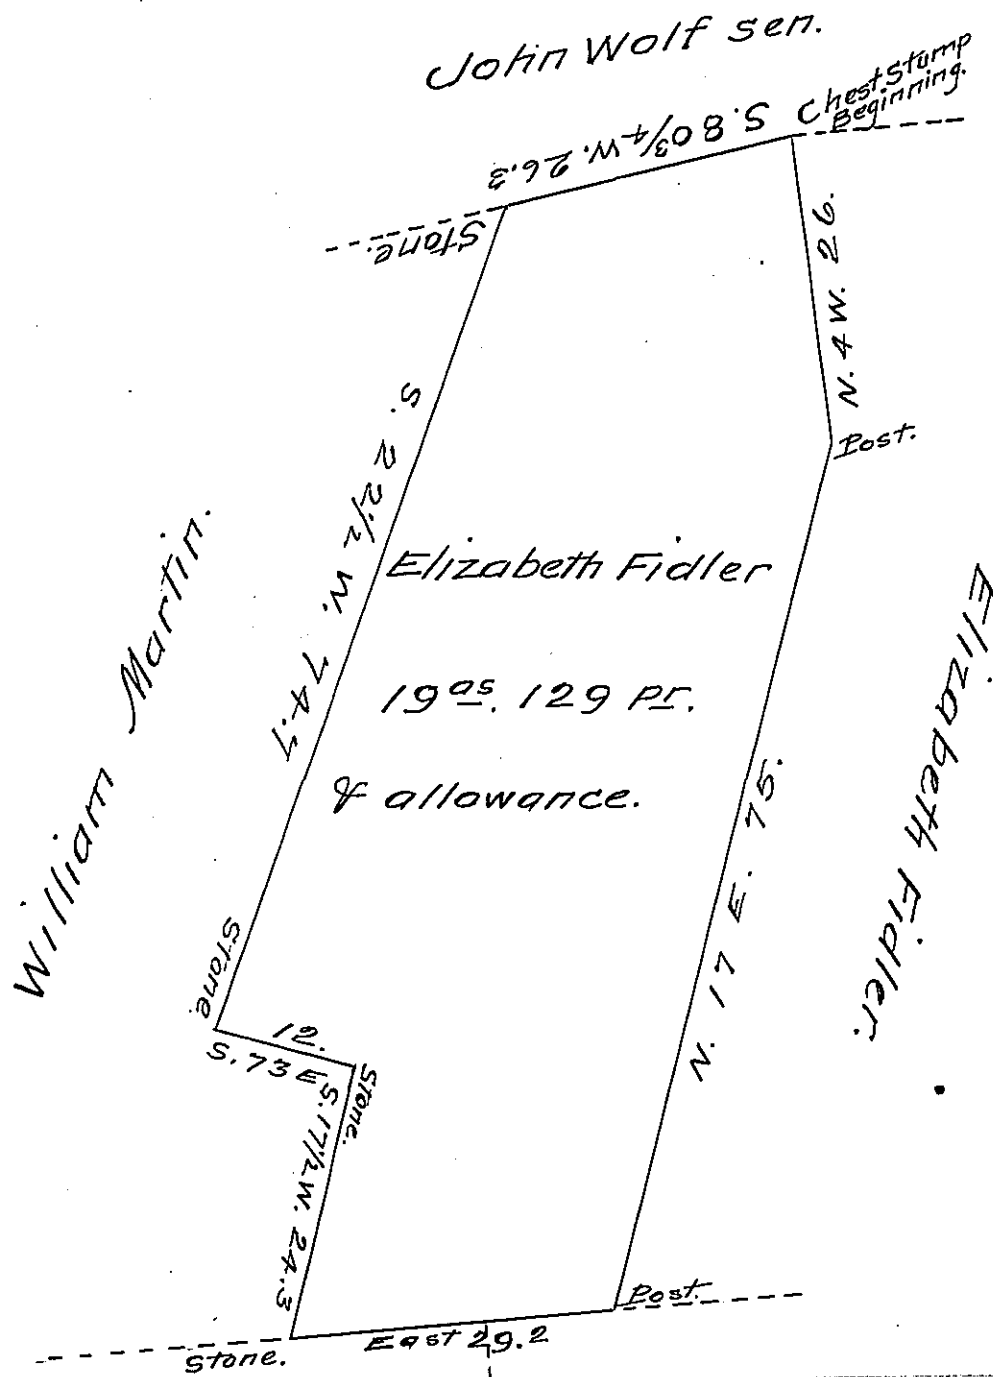 John Wolf Sen.
Chest. Stump
Beginning.
S. 80 3/4 W. 26.3
Stone.
N. 4 W. 26.
Post.
S. 22 1/2 W. 74.7
William Martin.
Elizabeth Fidler
19 as. 129 pr.
& allowance.
N. 17 E. 75.
Elizabeth Fidler.
Stone.
12.
S. 73 E
Stone.
S. 17 1/2 W. 24.3
Post.
East 29.2
Stone.